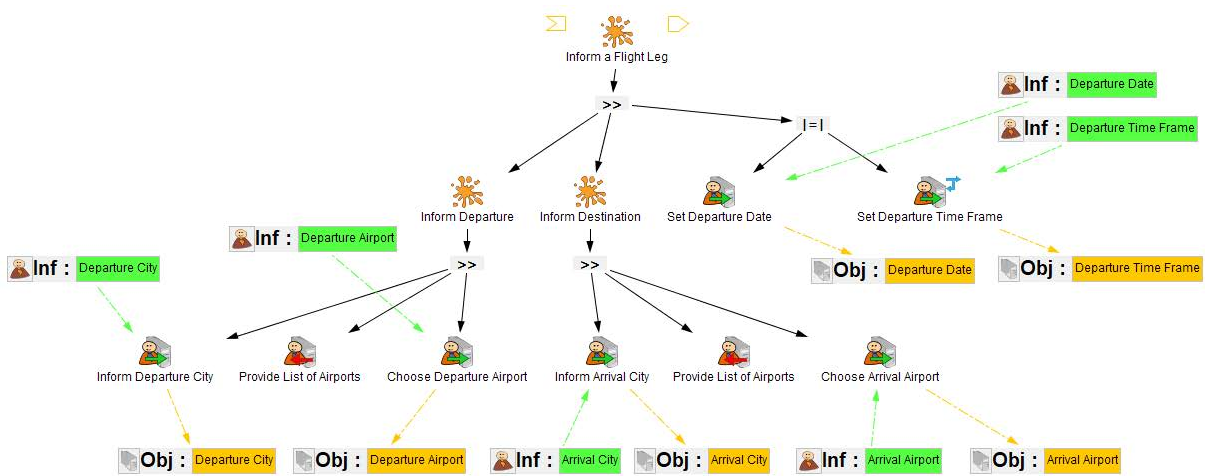 Inform a Flight Leg
>>
|=|
Inf : Departure Date
Inf : Departure Time Frame
Inform Departure
Inform Destination
Set Departure Date
Set Departure Time Frame
Inf : Departure City
Inf : Departure Airport
>>
>>
Obj : Departure Date
Obj : Departure Time Frame
Inform Departure City
Provide List of Airports
Choose Departure Airport
Inform Arrival City
Provide List of Airports
Choose Arrival Airport
Obj : Departure City
Obj : Departure Airport
Inf : Arrival City
Obj : Arrival City
Inf : Arrival Airport
Obj : Arrival Airport